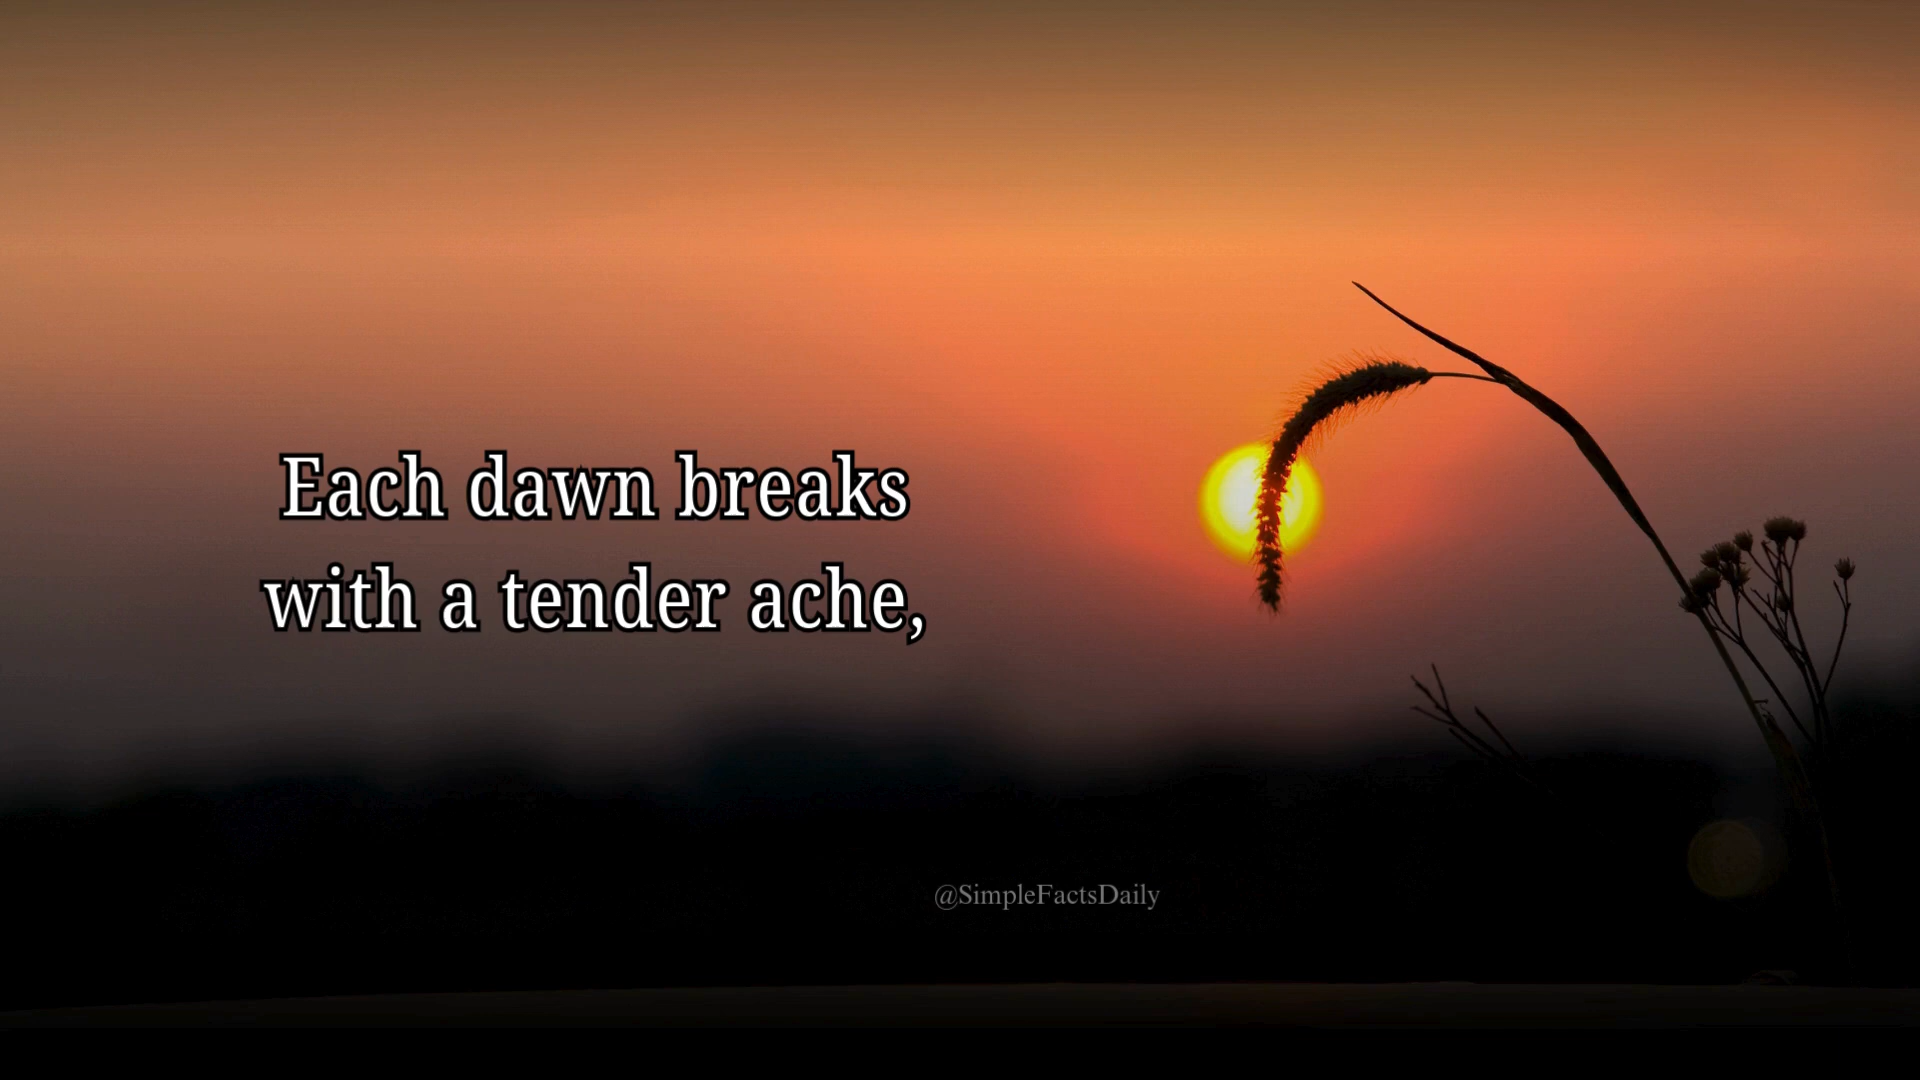 Each dawn breaks
with a tender ache,
@SimpleFactsDaily